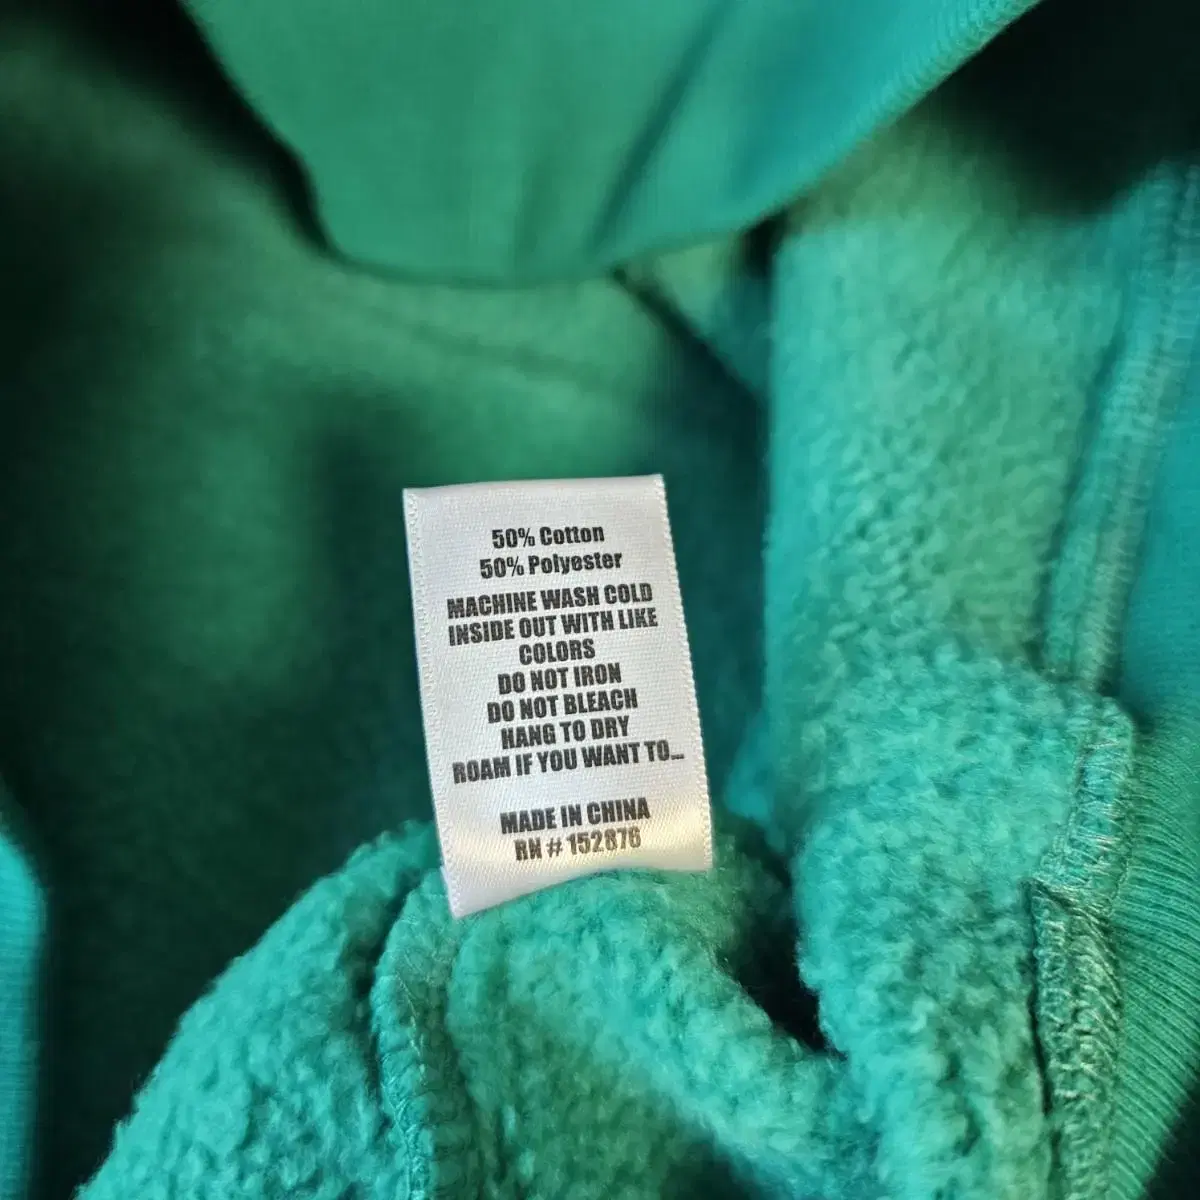 50% Cotton
50% Polyester
MACHINE WASH COLD
INSIDE OUT WITH LIKE
COLORS
DO NOT IRON
DO NOT BLEACH
HANG TO DRY
ROAM IF YOU WANT TO...
MADE IN CHINA
RN # 152876